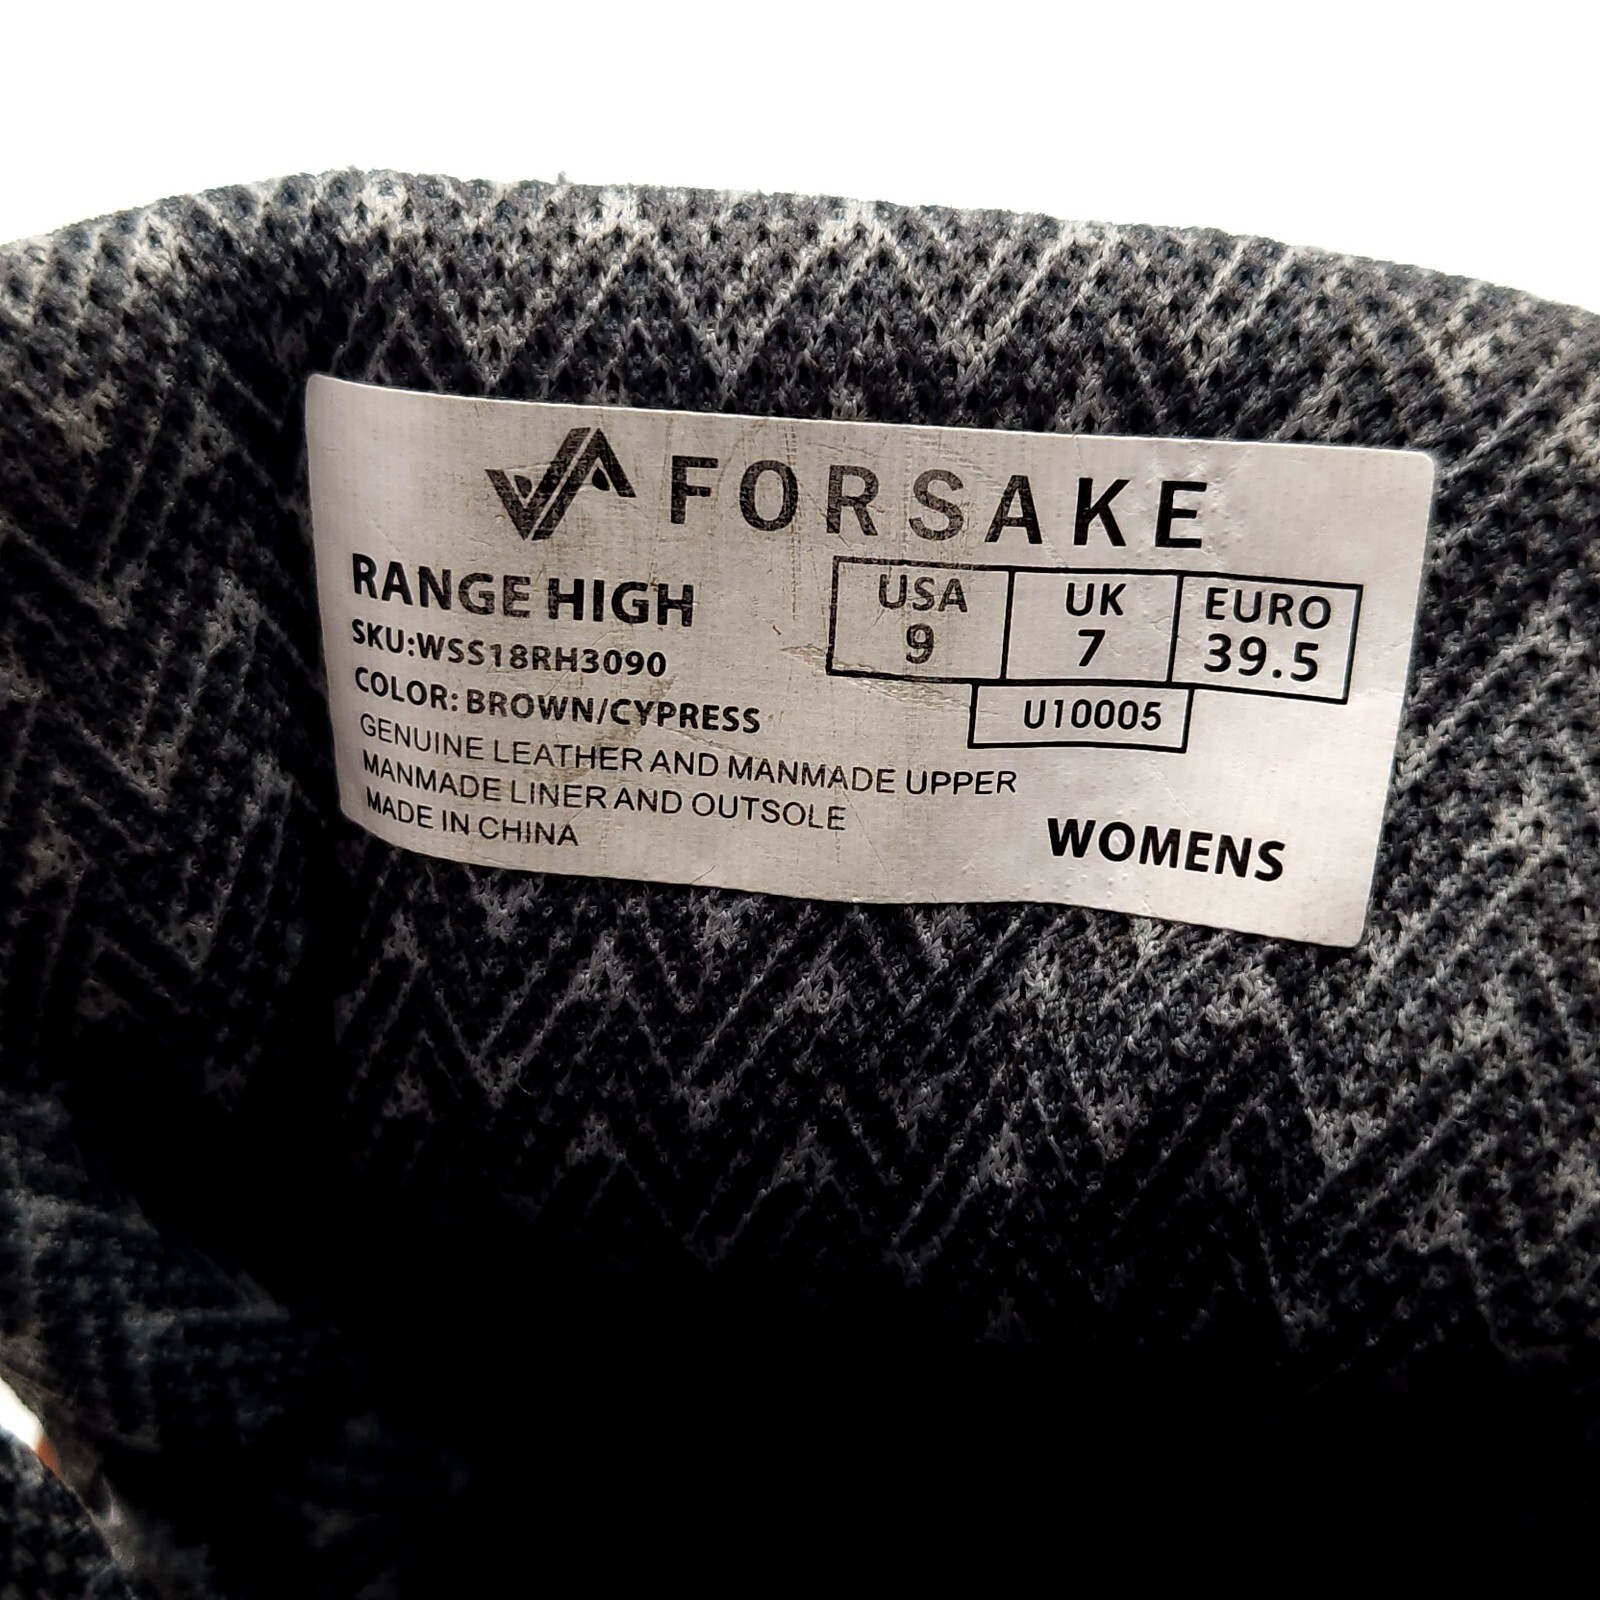 FORSAKE
RANGE HIGH
SKU:WSS18RH3090
COLOR: BROWN/CYPRESS
GENUINE LEATHER AND MANMADE UPPER
MANMADE LINER AND OUTSOLE
MADE IN CHINA
USA UK EURO
9 7 39.5
U10005
WOMENS